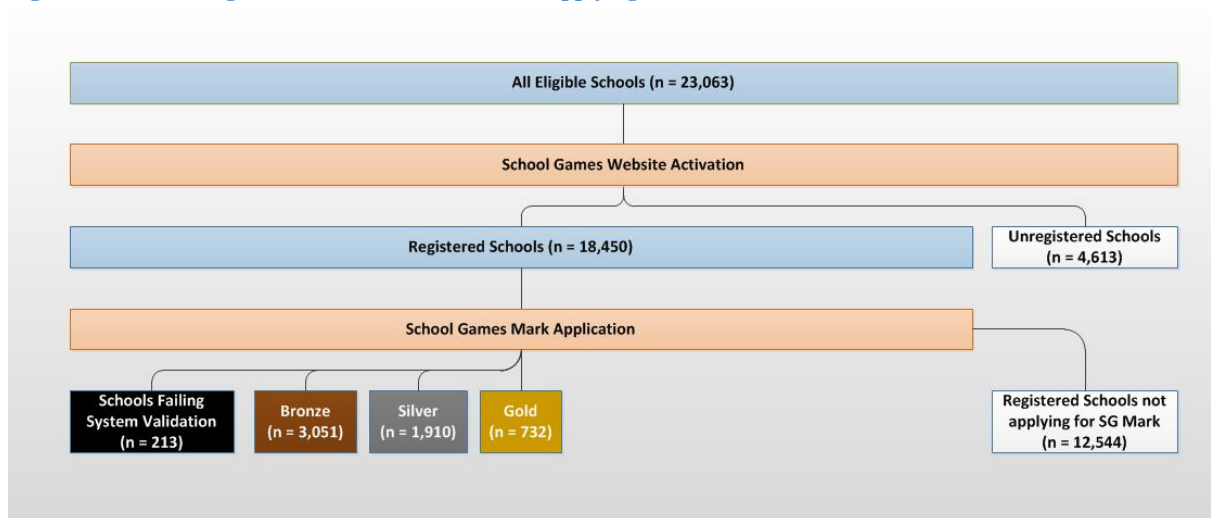 All Eligible Schools (n = 23,063)
School Games Website Activation
Registered Schools (n = 18,450)
Unregistered Schools
(n = 4,613)
School Games Mark Application
Schools Failing
System Validation
(n = 213)
Bronze
(n = 3,051)
Silver
(n = 1,910)
Gold
(n = 732)
Registered Schools not
applying for SG Mark
(n = 12,544)